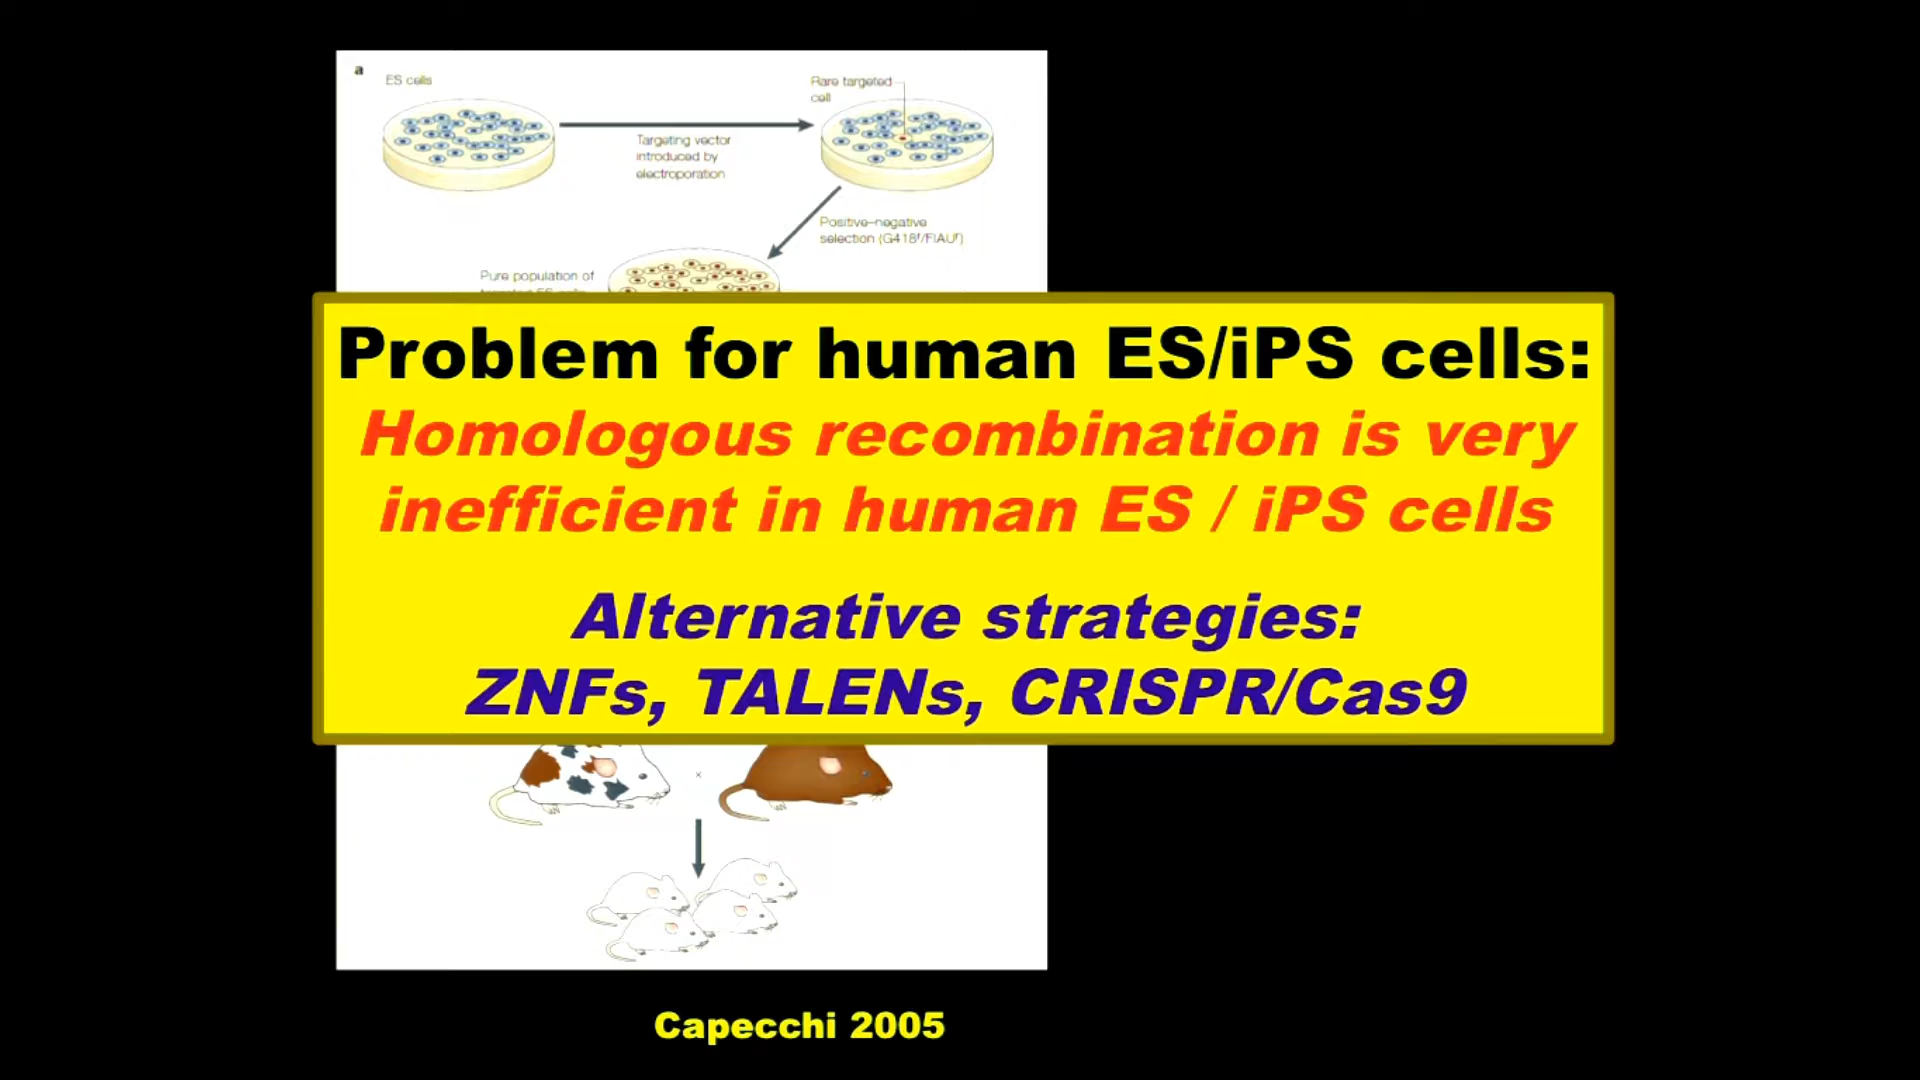 a
ES cells
Rare targeted
cell
Targeting vector
introduced by
electroporation
Positive–negative
selection (G418ʳ/FIAUʳ)
Pure population of
Problem for human ES/iPS cells:
Homologous recombination is very
inefficient in human ES / iPS cells
Alternative strategies:
ZNFs, TALENs, CRISPR/Cas9
x
Capecchi 2005